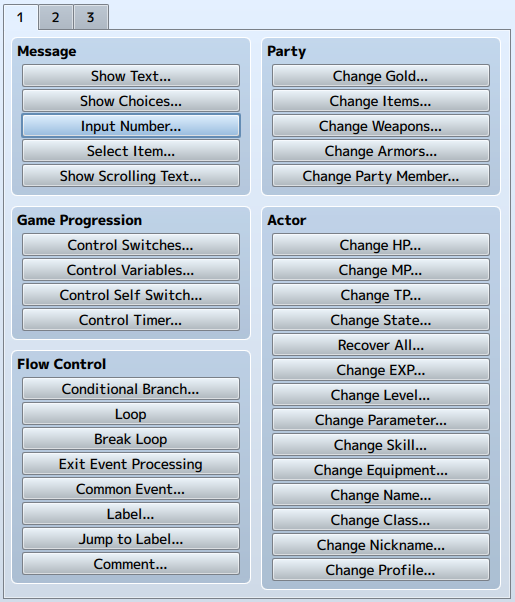 1
2
3
Message
Show Text...
Show Choices...
Input Number...
Select Item...
Show Scrolling Text...
Game Progression
Control Switches...
Control Variables...
Control Self Switch...
Control Timer...
Flow Control
Conditional Branch...
Loop
Break Loop
Exit Event Processing
Common Event...
Label...
Jump to Label...
Comment...
Party
Change Gold...
Change Items...
Change Weapons...
Change Armors...
Change Party Member...
Actor
Change HP...
Change MP...
Change TP...
Change State...
Recover All...
Change EXP...
Change Level...
Change Parameter...
Change Skill...
Change Equipment...
Change Name...
Change Class...
Change Nickname...
Change Profile...